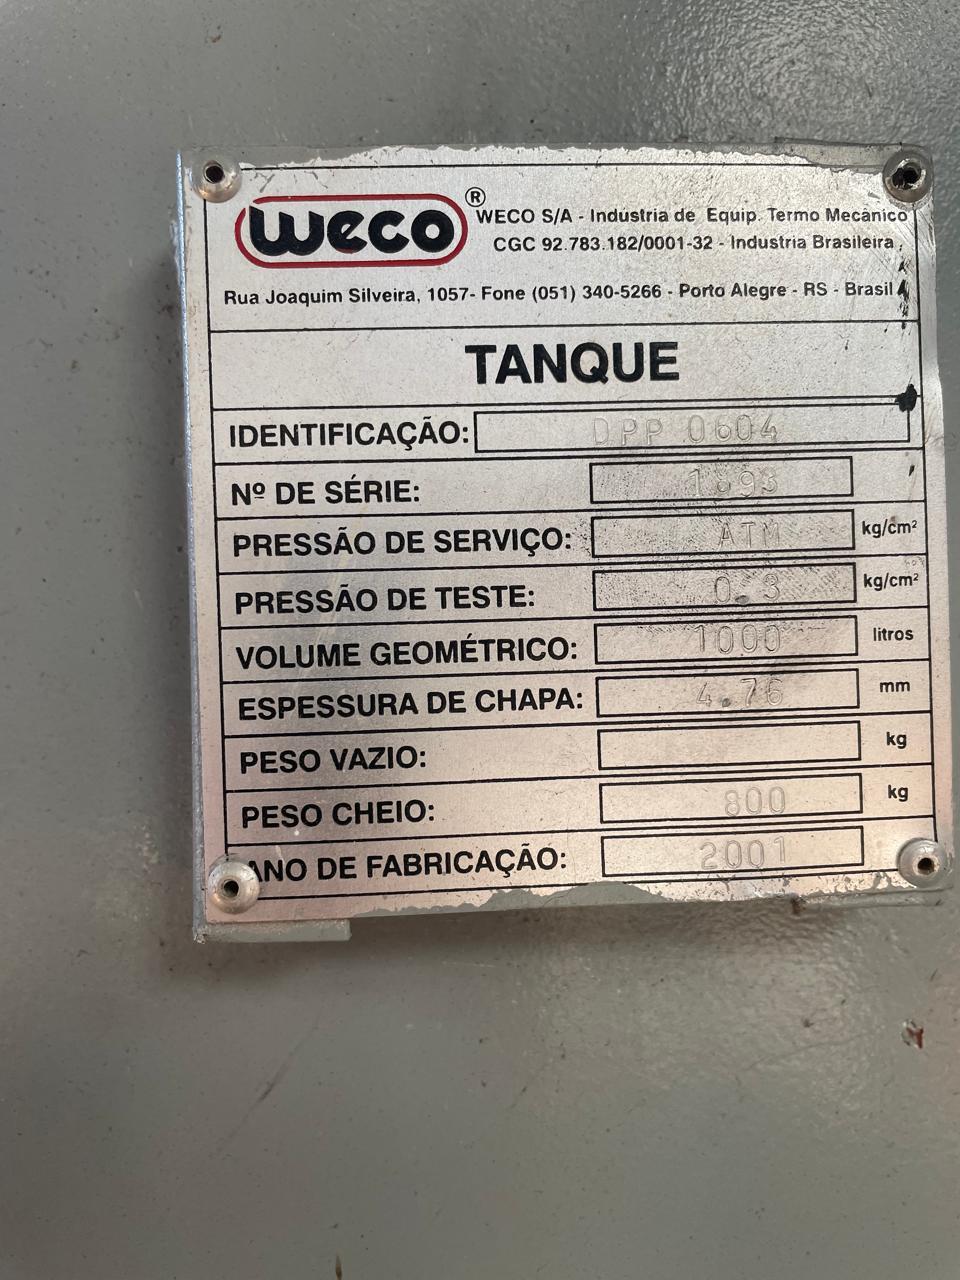 weco ®
WECO S/A - Industria de Equip. Termo Mecânico
CGC 92.783.182/0001-32 - Industria Brasileira
Rua Joaquim Silveira, 1057- Fone (051) 340-5266 - Porto Alegre - RS - Brasil
TANQUE
IDENTIFICAÇÃO: DPP 0604
Nº DE SÉRIE:
PRESSÃO DE SERVIÇO: ATM kg/cm²
PRESSÃO DE TESTE: 0.3 kg/cm²
VOLUME GEOMÉTRICO: 1000 litros
ESPESSURA DE CHAPA: 4.76 mm
PESO VAZIO: kg
PESO CHEIO: 800 kg
ANO DE FABRICAÇÃO: 2001